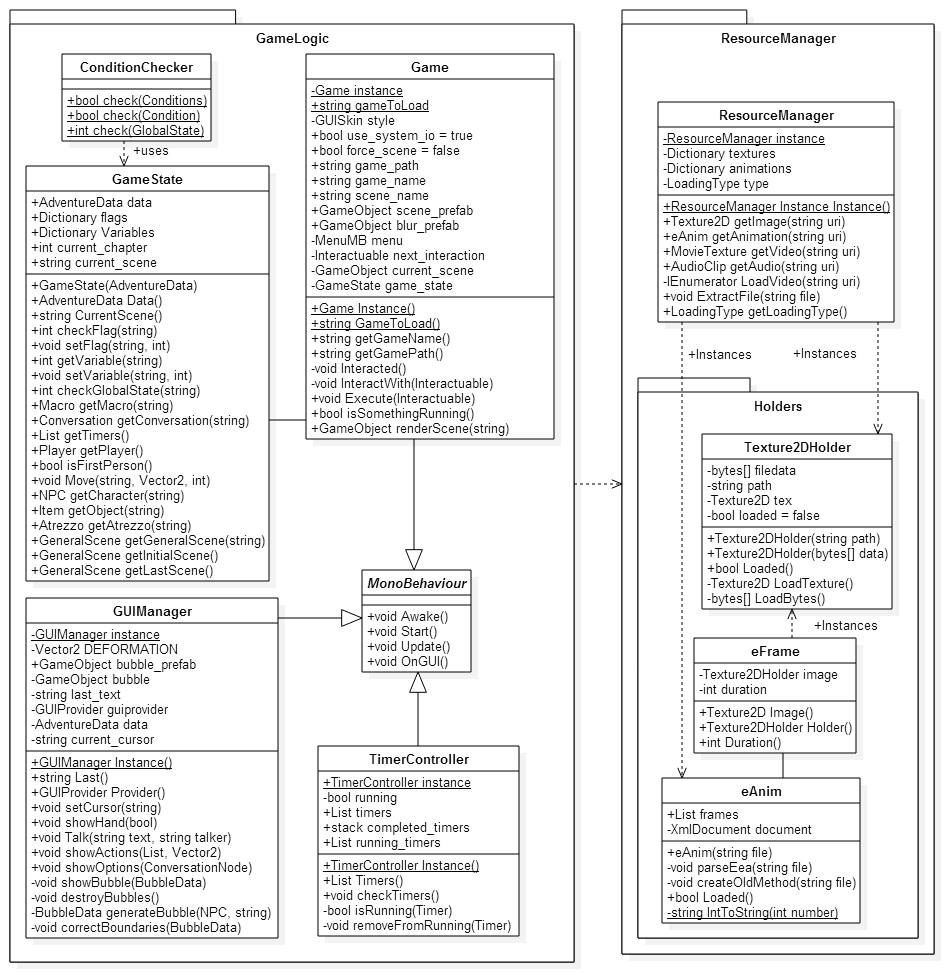 GameLogic
ConditionChecker
+bool check(Conditions)
+bool check(Condition)
+int check(GlobalState)
+uses
GameState
+AdventureData data
+Dictionary flags
+Dictionary Variables
+int current_chapter
+string current_scene
+GameState(AdventureData)
+AdventureData Data()
+string CurrentScene()
+int checkFlag(string)
+void setFlag(string, int)
+int getVariable(string)
+void setVariable(string, int)
+int checkGlobalState(string)
+Macro getMacro(string)
+Conversation getConversation(string)
+List getTimers()
+Player getPlayer()
+bool isFirstPerson()
+void Move(string, Vector2, int)
+NPC getCharacter(string)
+Item getObject(string)
+Atrezzo getAtrezzo(string)
+GeneralScene getGeneralScene(string)
+GeneralScene getInitialScene()
+GeneralScene getLastScene()
Game
-Game instance
+string gameToLoad
-GUISkin style
+bool use_system_io = true
+bool force_scene = false
+string game_path
+string game_name
+string scene_name
+GameObject scene_prefab
+GameObject blur_prefab
-MenuMB menu
-Interactuable next_interaction
-GameObject current_scene
-GameState game_state
+Game Instance()
+string GameToLoad()
+string getGameName()
+string getGamePath()
-void Interacted()
-void InteractWith(Interactuable)
+void Execute(Interactuable)
+bool isSomethingRunning()
+GameObject renderScene(string)
MonoBehaviour
+void Awake()
+void Start()
+void Update()
+void OnGUI()
GUIManager
-GUIManager instance
-Vector2 DEFORMATION
+GameObject bubble_prefab
-GameObject bubble
-string last_text
-GUIProvider guiprovider
-AdventureData data
-string current_cursor
+GUIManager Instance()
+string Last()
+GUIProvider Provider()
+void setCursor(string)
+void showHand(bool)
+void Talk(string text, string talker)
+void showActions(List, Vector2)
+void showOptions(ConversationNode)
-void showBubble(BubbleData)
-void destroyBubbles()
-BubbleData generateBubble(NPC, string)
-void correctBoundaries(BubbleData)
TimerController
+TimerController instance
-bool running
+List timers
+stack completed_timers
+List running_timers
+TimerController Instance()
+List Timers()
+void checkTimers()
-bool isRunning(Timer)
-void removeFromRunning(Timer)
ResourceManager
ResourceManager
-ResourceManager instance
-Dictionary textures
-Dictionary animations
-LoadingType type
+ResourceManager Instance Instance()
+Texture2D getImage(string uri)
+eAnim getAnimation(string uri)
+MovieTexture getVideo(string uri)
+AudioClip getAudio(string uri)
-IEnumerator LoadVideo(string uri)
+void ExtractFile(string file)
+LoadingType getLoadingType()
+Instances
+Instances
Holders
Texture2DHolder
-bytes[] filedata
-string path
-Texture2D tex
-bool loaded = false
+Texture2DHolder(string path)
+Texture2DHolder(bytes[] data)
+bool Loaded()
-Texture2D LoadTexture()
-bytes[] LoadBytes()
+Instances
eFrame
-Texture2DHolder image
-int duration
+Texture2D Image()
+Texture2DHolder Holder()
+int Duration()
eAnim
+List frames
-XmlDocument document
+eAnim(string file)
-void parseEea(string file)
-void createOldMethod(string file)
+bool Loaded()
-string IntToString(int number)